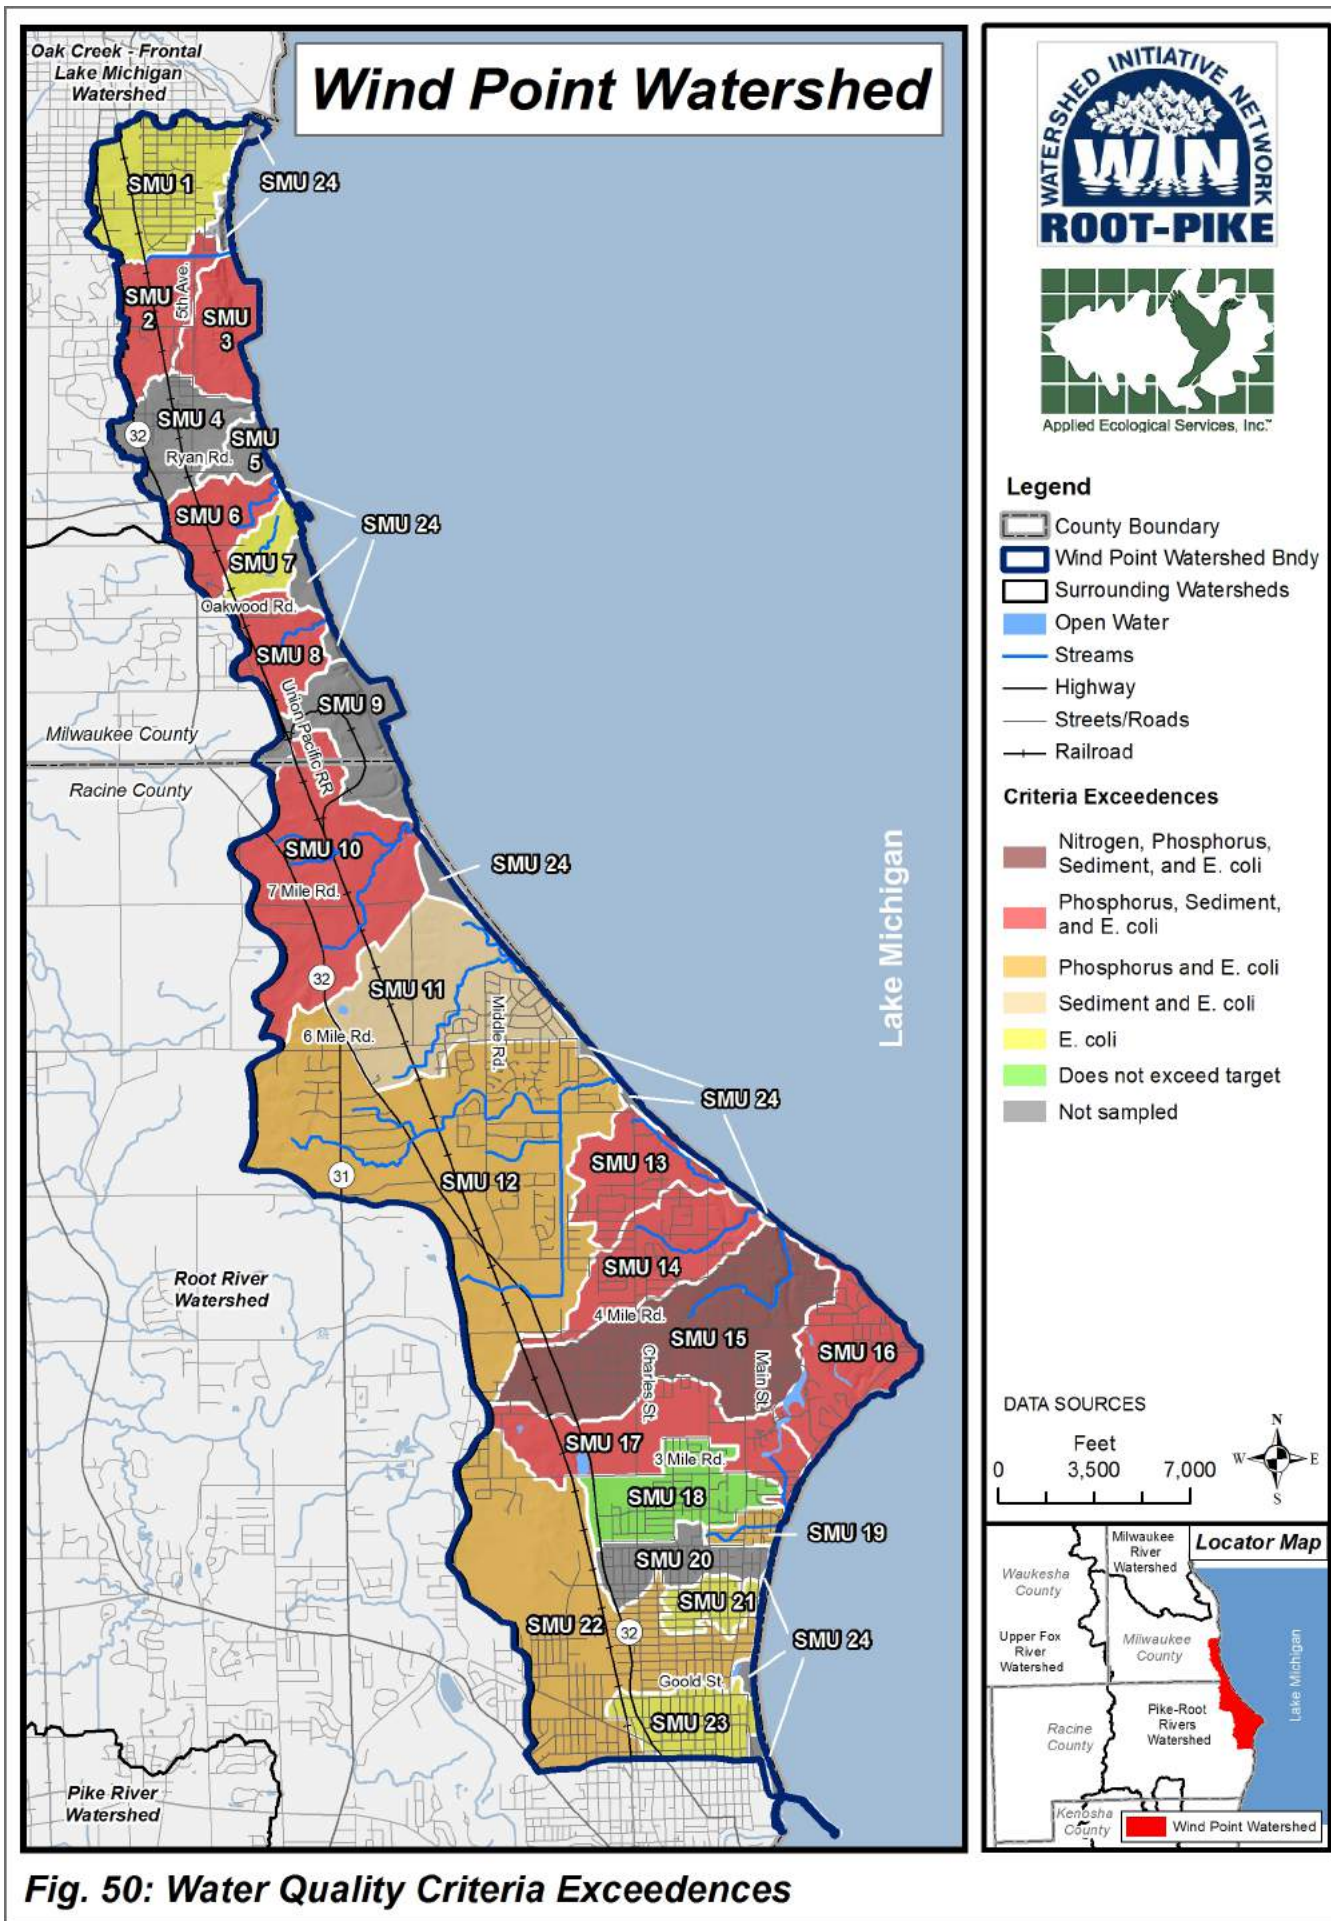 Oak Creek - Frontal
Lake Michigan
Watershed
Wind Point Watershed
SMU 1
SMU 24
5th Ave.
SMU
2
SMU
3
SMU 4
32
SMU
5
Ryan Rd.
SMU 6
SMU 24
SMU 7
Oakwood Rd.
SMU 8
Union Pacific RR
SMU 9
Milwaukee County
Racine County
SMU 10
SMU 24
7 Mile Rd.
Lake Michigan
32
SMU 11
Middle Rd.
6 Mile Rd.
SMU 24
SMU 13
31
SMU 12
SMU 14
Root River
Watershed
4 Mile Rd.
SMU 15
SMU 16
Charles St.
Main St.
SMU 17
3 Mile Rd.
SMU 18
SMU 19
SMU 20
SMU 21
SMU 22
32
SMU 24
Goold St.
SMU 23
Pike River
Watershed
WATERSHED INITIATIVE NETWORK
WIN
ROOT-PIKE
Applied Ecological Services, Inc.™
Legend
County Boundary
Wind Point Watershed Bndy
Surrounding Watersheds
Open Water
Streams
Highway
Streets/Roads
Railroad
Criteria Exceedences
Nitrogen, Phosphorus,
Sediment, and E. coli
Phosphorus, Sediment,
and E. coli
Phosphorus and E. coli
Sediment and E. coli
E. coli
Does not exceed target
Not sampled
DATA SOURCES
Feet
0 3,500 7,000
N
W E
S
Locator Map
Milwaukee
River
Watershed
Waukesha
County
Upper Fox
River
Watershed
Milwaukee
County
Lake Michigan
Pike-Root
Rivers
Watershed
Racine
County
Kenosha
County
Wind Point Watershed
Fig. 50: Water Quality Criteria Exceedences